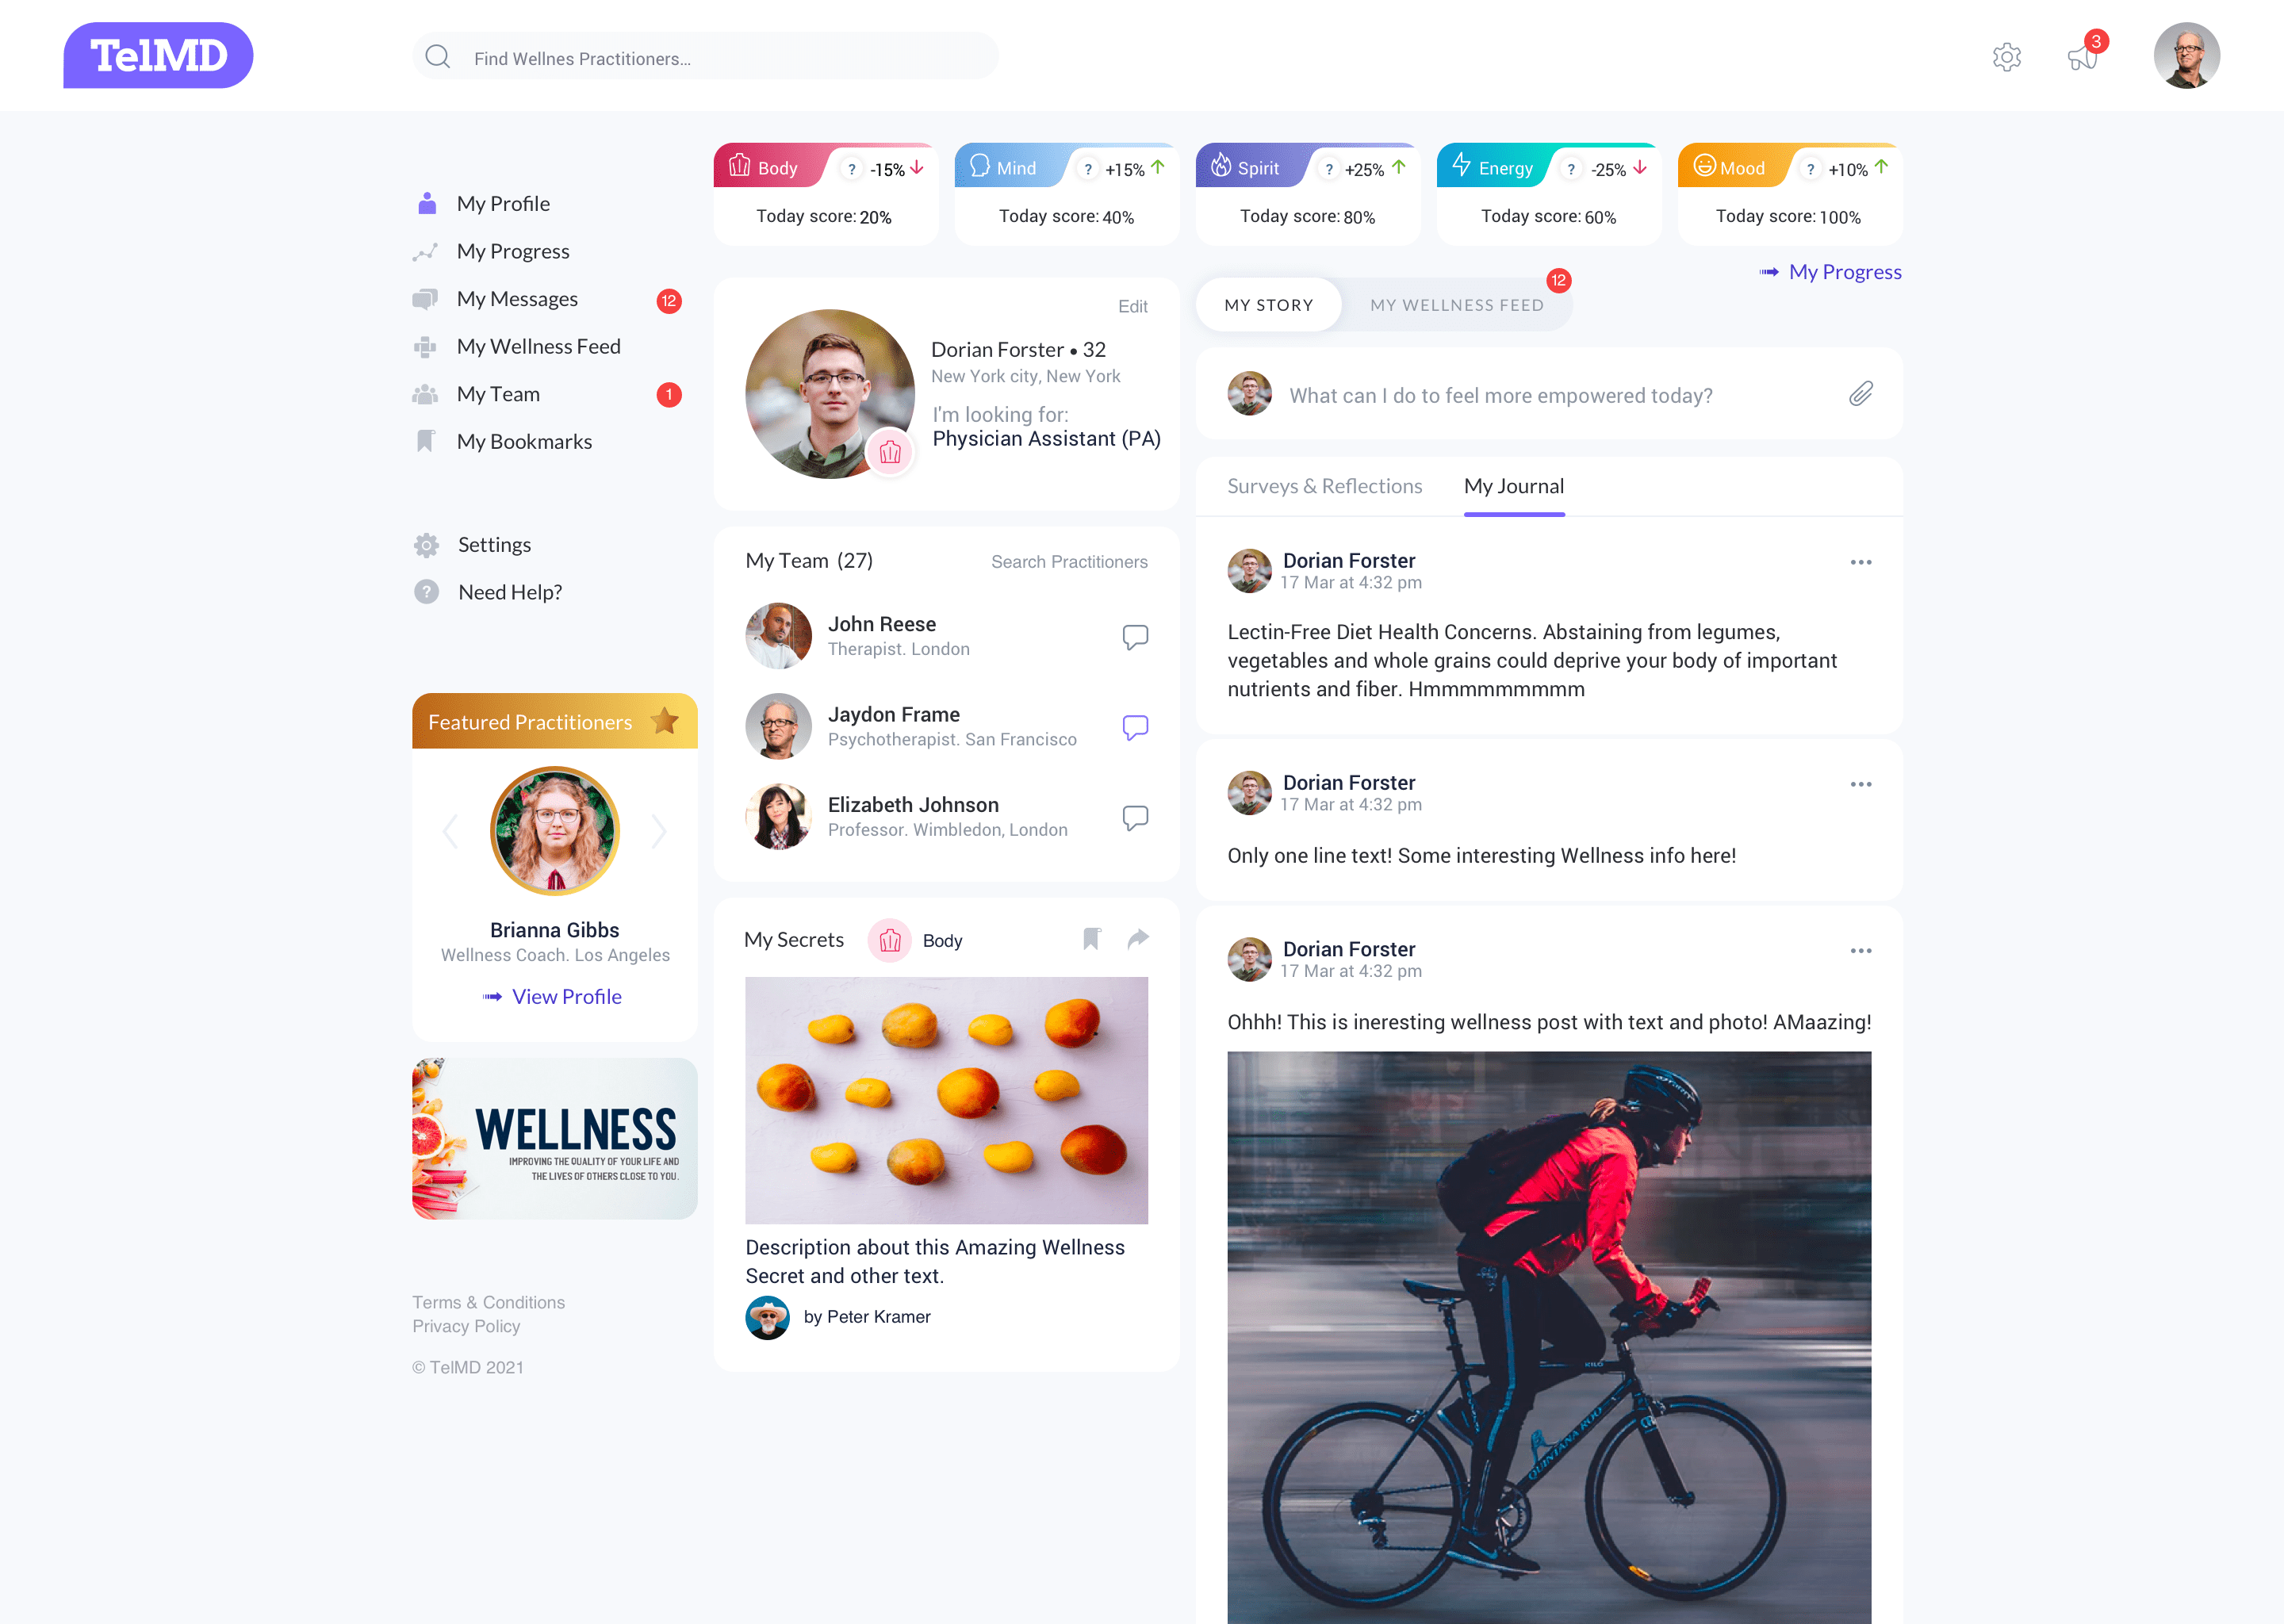 TelMD
Find Wellnes Practitioners...
3
My Profile
My Progress
My Messages
12
My Wellness Feed
My Team
1
My Bookmarks
Settings
?
Need Help?
Featured Practitioners
Brianna Gibbs
Wellness Coach. Los Angeles
View Profile
WELLNESS
IMPROVING THE QUALITY OF YOUR LIFE AND
THE LIVES OF OTHERS CLOSE TO YOU.
Terms & Conditions
Privacy Policy
© TelMD 2021
Body
? -15%
Today score: 20%
Mind
? +15%
Today score: 40%
Spirit
? +25%
Today score: 80%
Energy
? -25%
Today score: 60%
Mood
? +10%
Today score: 100%
My Progress
Edit
Dorian Forster • 32
New York city, New York
I'm looking for:
Physician Assistant (PA)
My Team (27)
Search Practitioners
John Reese
Therapist. London
Jaydon Frame
Psychotherapist. San Francisco
Elizabeth Johnson
Professor. Wimbledon, London
My Secrets
Body
Description about this Amazing Wellness
Secret and other text.
by Peter Kramer
MY STORY
MY WELLNESS FEED
12
What can I do to feel more empowered today?
Surveys & Reflections
My Journal
Dorian Forster
17 Mar at 4:32 pm
Lectin-Free Diet Health Concerns. Abstaining from legumes,
vegetables and whole grains could deprive your body of important
nutrients and fiber. Hmmmmmmmmm
Dorian Forster
17 Mar at 4:32 pm
Only one line text! Some interesting Wellness info here!
Dorian Forster
17 Mar at 4:32 pm
Ohhh! This is ineresting wellness post with text and photo! AMaazing!
KILO
QUINTANA ROO